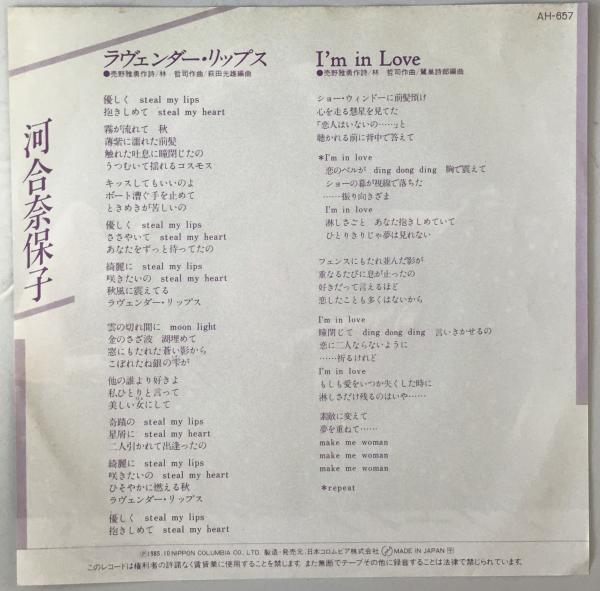 AH-657
河合奈保子
ラヴェンダー・リップス
●売野雅勇作詩/林 哲司作曲/萩田光雄編曲
優しく steal my lips
抱きしめて steal my heart
霧が流れて 秋
薄紫に濡れた前髪
触れた吐息に瞳閉じたの
うつむいて揺れるコスモス
キッスしてもいいのよ
ボート漕ぐ手を止めて
ときめきが苦しいの
優しく steal my lips
ささやいて steal my heart
あなたをずっと待ってたの
綺麗に steal my lips
咲きたいの steal my heart
秋風に震えてる
ラヴェンダー・リップス
雲の切れ間に moon light
金のさざ波 湖埋めて
窓にもたれた蒼い影から
こぼれたね銀の雫が
他の誰より好きよ
私ひとりと言って
美しい女にして
奇蹟の steal my lips
星屑に steal my heart
二人引かれて出逢ったの
綺麗に steal my lips
咲きたいの steal my heart
ひそやかに燃える秋
ラヴェンダー・リップス
優しく steal my lips
抱きしめて steal my heart
I'm in Love
●売野雅勇作詩/林 哲司作曲/鷺巣詩郎編曲
ショー・ウィンドーに前髪預け
心を走る彗星を見てた
「恋人はいないの……」と
聴かれる前に背中で答えて
*I'm in love
恋のベルが ding dong ding 胸で震えて
ショーの幕が視線で落ちた
……振り向きざま
I'm in love
淋しさごと あなた抱きしめていて
ひとりきりじゃ夢は見れない
フェンスにもたれ並んだ影が
重なるたびに息が止ったの
好きだって言えるほど
恋したことも多くはないから
I'm in love
瞳閉じて ding dong ding 言いきかせるの
恋に二人ならないように
……祈るけれど
I'm in love
もしも愛をいつか失くした時に
淋しさだけ残るのはいや……
素敵に変えて
夢を重ねて……
make me woman
make me woman
make me woman
*repeat
Ⓟ1985.10 NIPPON COLUMBIA CO., LTD. 製造・発売元:日本コロムビア株式会社 MADE IN JAPAN
このレコードは権利者の許諾なく賃貸業に使用することを禁じます。また無断でテープその他に録音することは法律で禁じられています。